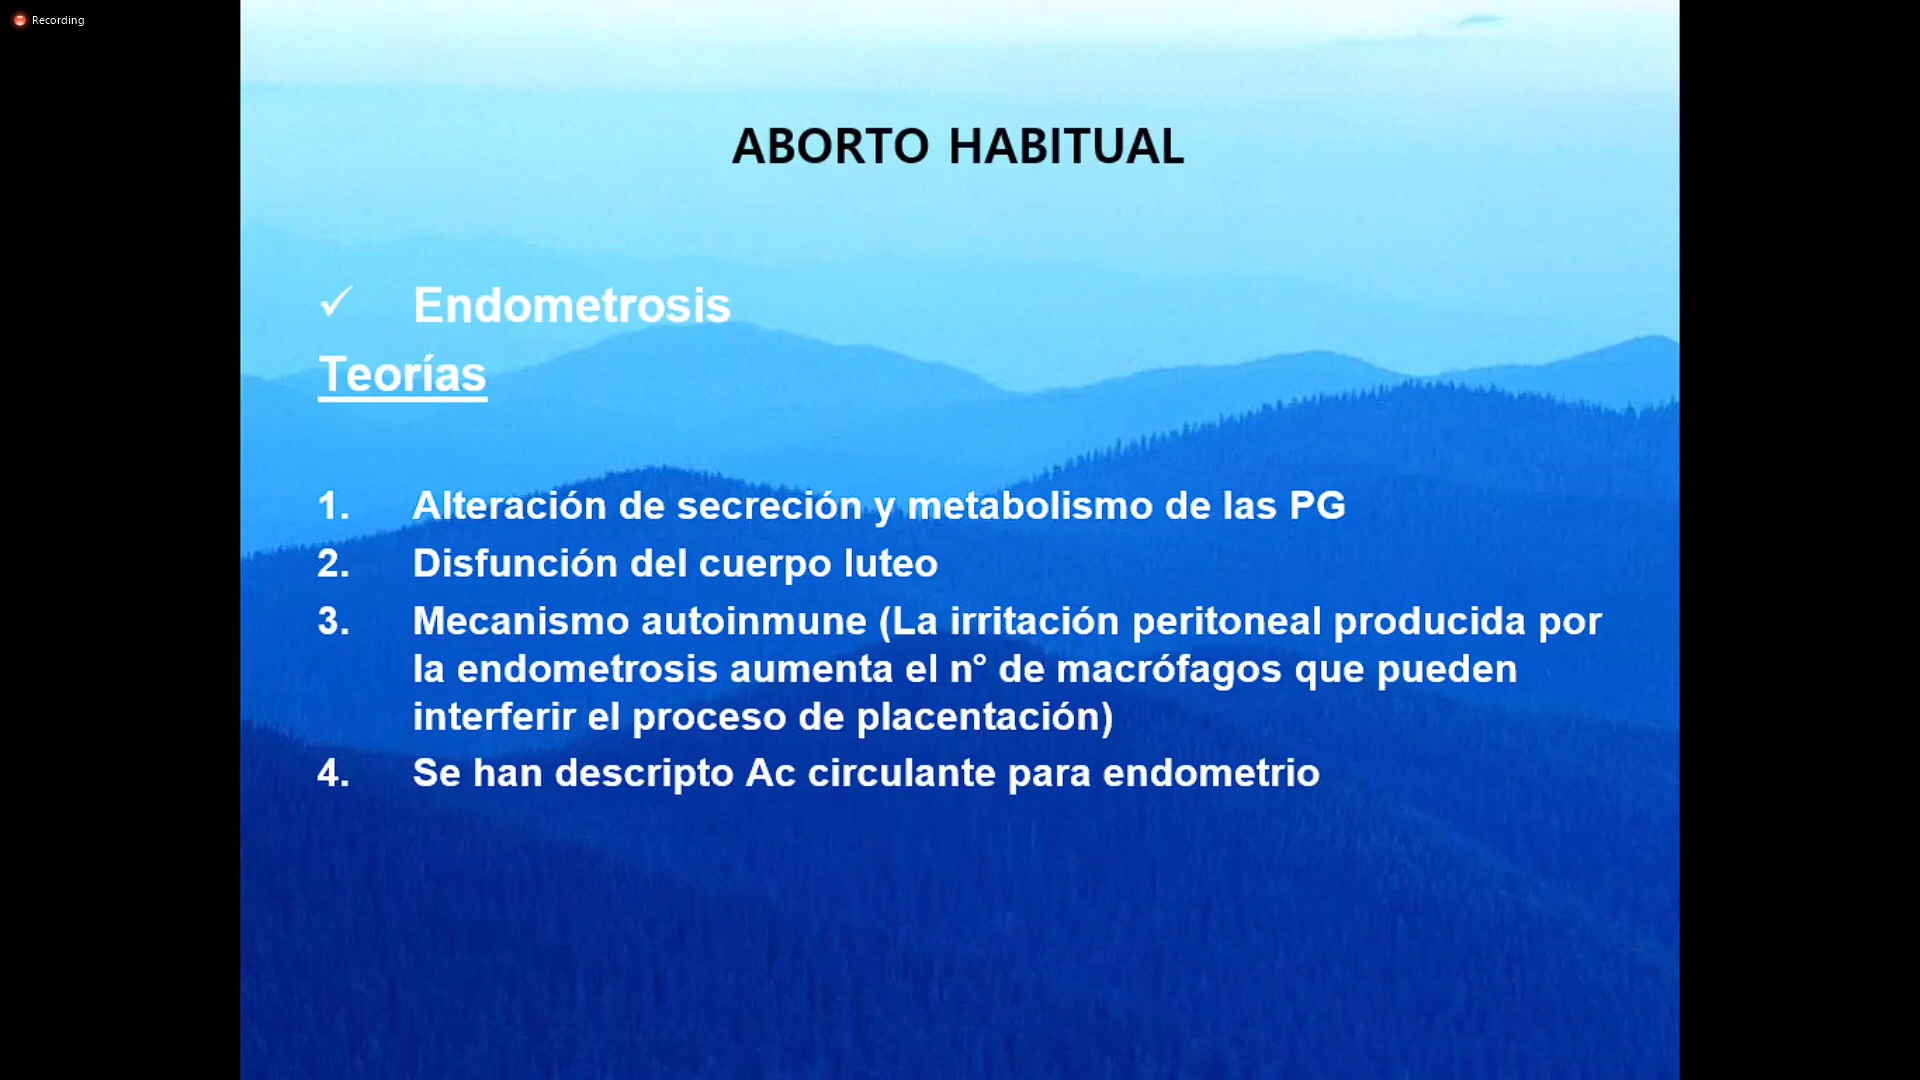 Recording
ABORTO HABITUAL
✓ Endometrosis
Teorías
1. Alteración de secreción y metabolismo de las PG
2. Disfunción del cuerpo luteo
3. Mecanismo autoinmune (La irritación peritoneal producida por
la endometrosis aumenta el n° de macrófagos que pueden
interferir el proceso de placentación)
4. Se han descripto Ac circulante para endometrio